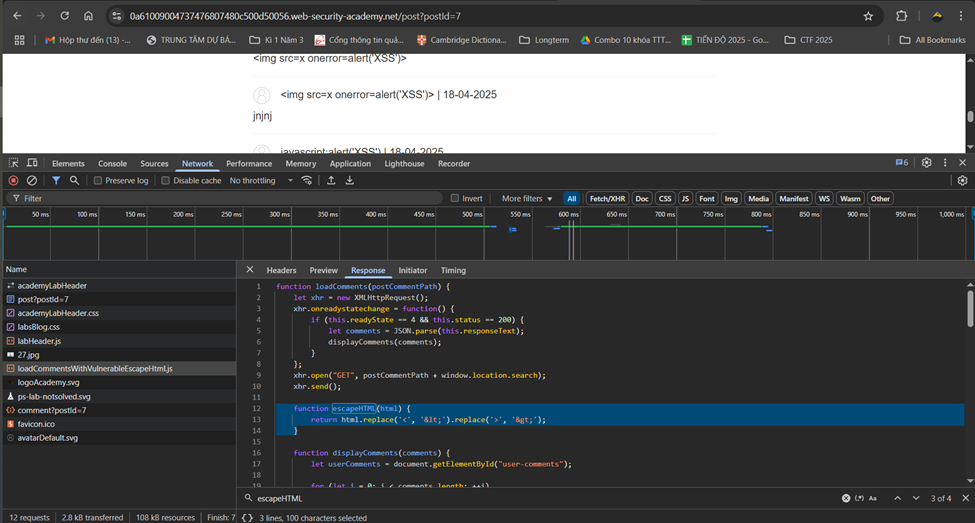 0a61009004737476807480c500d50056.web-security-academy.net/post?postId=7
Hộp thư đến (13) -... TRUNG TÂM DỰ BÁ... Kì 1 Năm 3 Cổng thông tin quả... Cambridge Dictiona... Longterm Combo 10 khóa TTT... TIẾN ĐỘ 2025 - Go... CTF 2025 All Bookmarks
<img src=x onerror=alert('XSS')>
<img src=x onerror=alert('XSS')> | 18-04-2025
jnjnj
javascript:alert('XSS') | 18-04-2025
Elements Console Sources Network Performance Memory Application Lighthouse Recorder 6
Preserve log Disable cache No throttling
Filter Invert More filters All Fetch/XHR Doc CSS JS Font Img Media Manifest WS Wasm Other
50 ms 100 ms 150 ms 200 ms 250 ms 300 ms 350 ms 400 ms 450 ms 500 ms 550 ms 600 ms 650 ms 700 ms 750 ms 800 ms 850 ms 900 ms 950 ms 1,000 ms
Name
academyLabHeader
post?postId=7
academyLabHeader.css
labsBlog.css
labHeader.js
27.jpg
loadCommentsWithVulnerableEscapeHtml.js
logoAcademy.svg
ps-lab-notsolved.svg
comment?postId=7
favicon.ico
avatarDefault.svg
Headers Preview Response Initiator Timing
1 function loadComments(postCommentPath) {
2 let xhr = new XMLHttpRequest();
3 xhr.onreadystatechange = function() {
4 if (this.readyState == 4 && this.status == 200) {
5 let comments = JSON.parse(this.responseText);
6 displayComments(comments);
7 }
8 };
9 xhr.open("GET", postCommentPath + window.location.search);
10 xhr.send();
11
12 function escapeHTML(html) {
13 return html.replace('<', '&lt;').replace('>', '&gt;');
14 }
15
16 function displayComments(comments) {
17 let userComments = document.getElementById("user-comments");
18
for (let i = 0; i < comments.length; ++i)
escapeHTML (.*) Aa 3 of 4
12 requests 2.8 kB transferred 108 kB resources Finish: 7 {} 3 lines, 100 characters selected